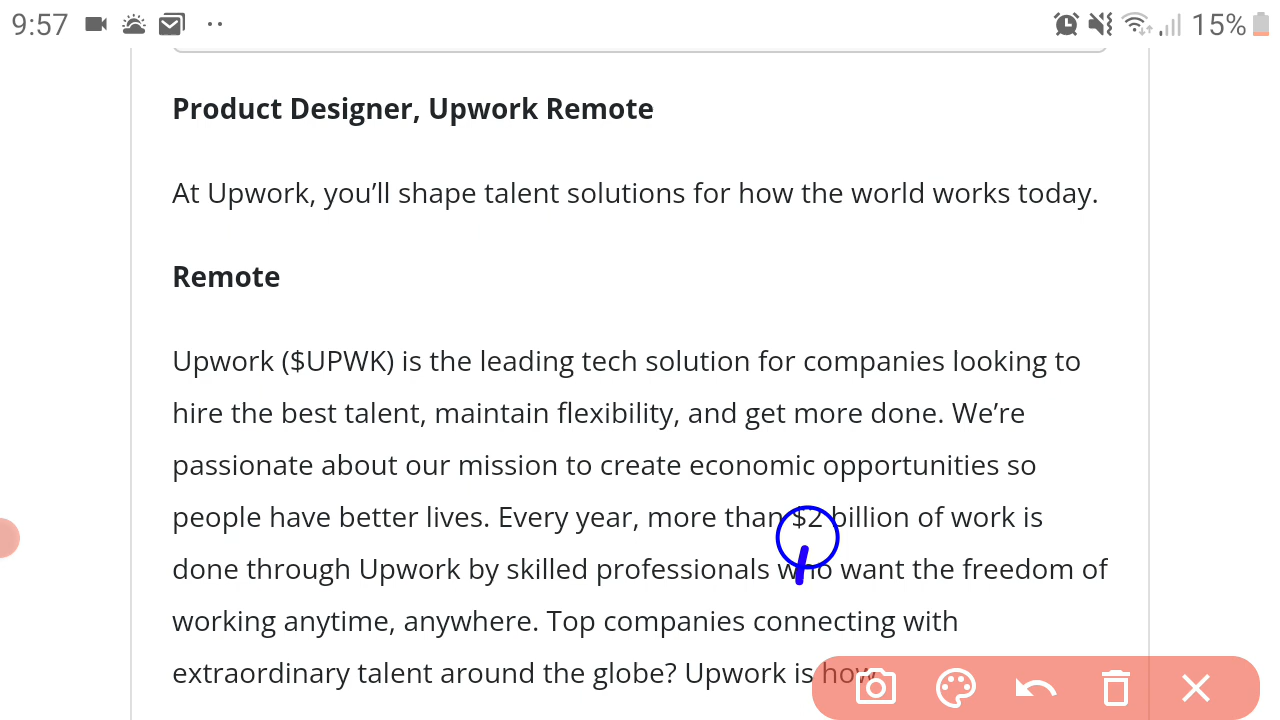 9:57
15%
Product Designer, Upwork Remote
At Upwork, you’ll shape talent solutions for how the world works today.
Remote
Upwork ($UPWK) is the leading tech solution for companies looking to
hire the best talent, maintain flexibility, and get more done. We’re
passionate about our mission to create economic opportunities so
people have better lives. Every year, more than $2 billion of work is
done through Upwork by skilled professionals who want the freedom of
working anytime, anywhere. Top companies connecting with
extraordinary talent around the globe? Upwork is how